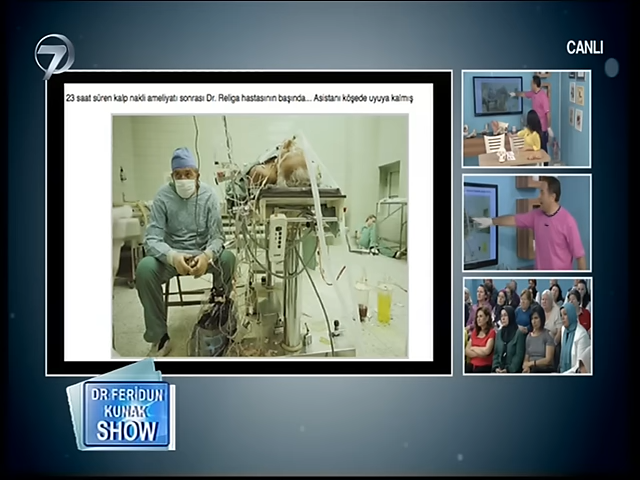 7
CANLI
23 saat süren kalp nakli ameliyatı sonrası Dr. Religa hastasının başında... Asistanı köşede uyuya kalmış
DR FERİDUN
KUNAK
SHOW